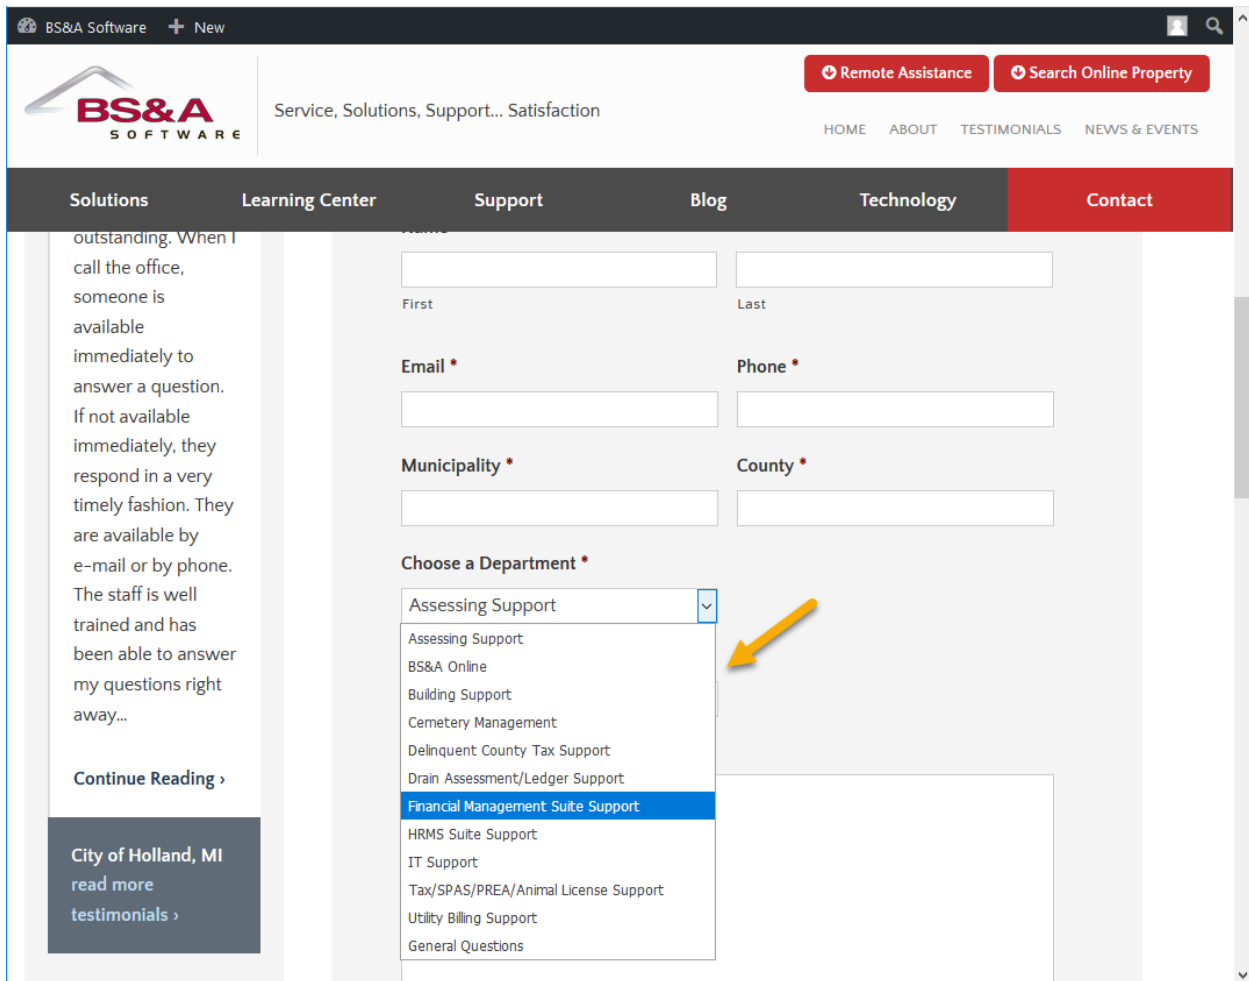 BS&A Software New
Remote Assistance Search Online Property
BS&A
SOFTWARE
Service, Solutions, Support... Satisfaction
HOME ABOUT TESTIMONIALS NEWS & EVENTS
Solutions Learning Center Support Blog Technology Contact
outstanding. When I
call the office,
someone is
available
immediately to
answer a question.
If not available
immediately, they
respond in a very
timely fashion. They
are available by
e-mail or by phone.
The staff is well
trained and has
been able to answer
my questions right
away...
Continue Reading ›
City of Holland, MI
read more
testimonials ›
First Last
Email * Phone *
Municipality * County *
Choose a Department *
Assessing Support
Assessing Support
BS&A Online
Building Support
Cemetery Management
Delinquent County Tax Support
Drain Assessment/Ledger Support
Financial Management Suite Support
HRMS Suite Support
IT Support
Tax/SPAS/PREA/Animal License Support
Utility Billing Support
General Questions